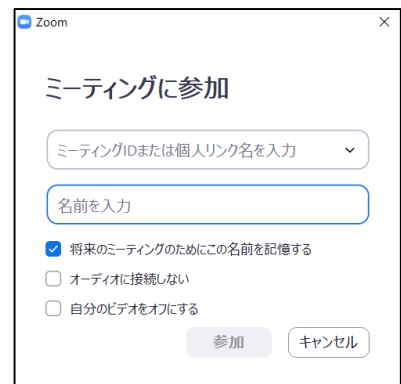 Zoom
ミーティングに参加
ミーティングIDまたは個人リンク名を入力
名前を入力
将来のミーティングのためにこの名前を記憶する
オーディオに接続しない
自分のビデオをオフにする
参加 キャンセル